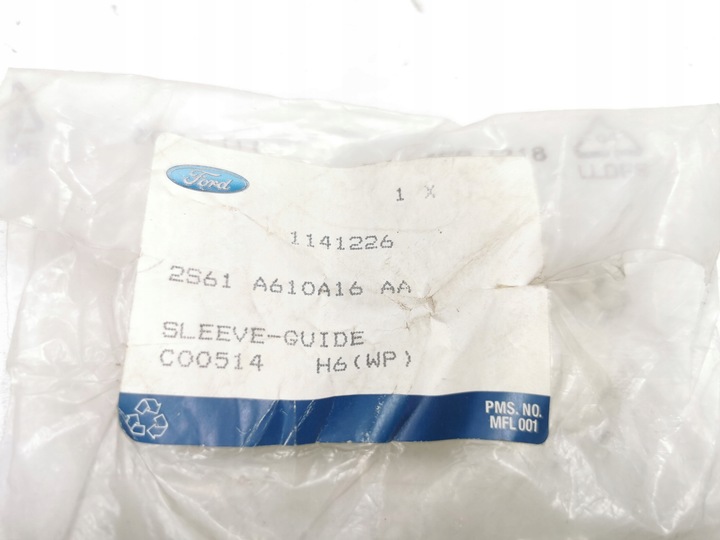 Ford
1 X
1141226
2S61 A610A16 AA
SLEEVE-GUIDE
C00514 H6(WP)
PMS. NO.
MFL 001